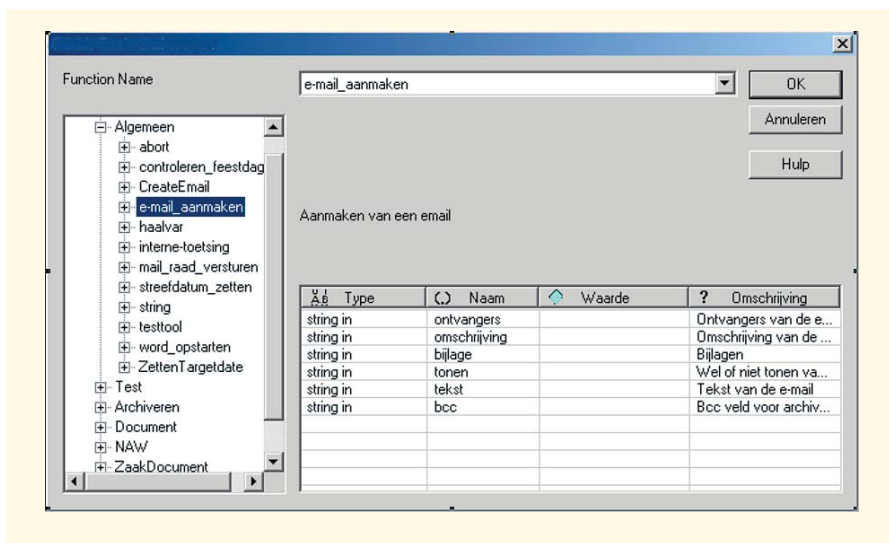 Function Name
e-mail_aanmaken
OK
Annuleren
Hulp
Algemeen
abort
controleren_feestdag
CreateEmail
e-mail_aanmaken
haalvar
interne-toetsing
mail_raad_versturen
streefdatum_zetten
string
testtool
word_opstarten
ZettenTargetdate
Test
Archiveren
Document
NAW
ZaakDocument
Aanmaken van een email
Type Naam Waarde ? Omschrijving
string in ontvangers Ontvangers van de e...
string in omschrijving Omschrijving van de ...
string in bijlage Bijlagen
string in tonen Wel of niet tonen va...
string in tekst Tekst van de e-mail
string in bcc Bcc veld voor archiv...